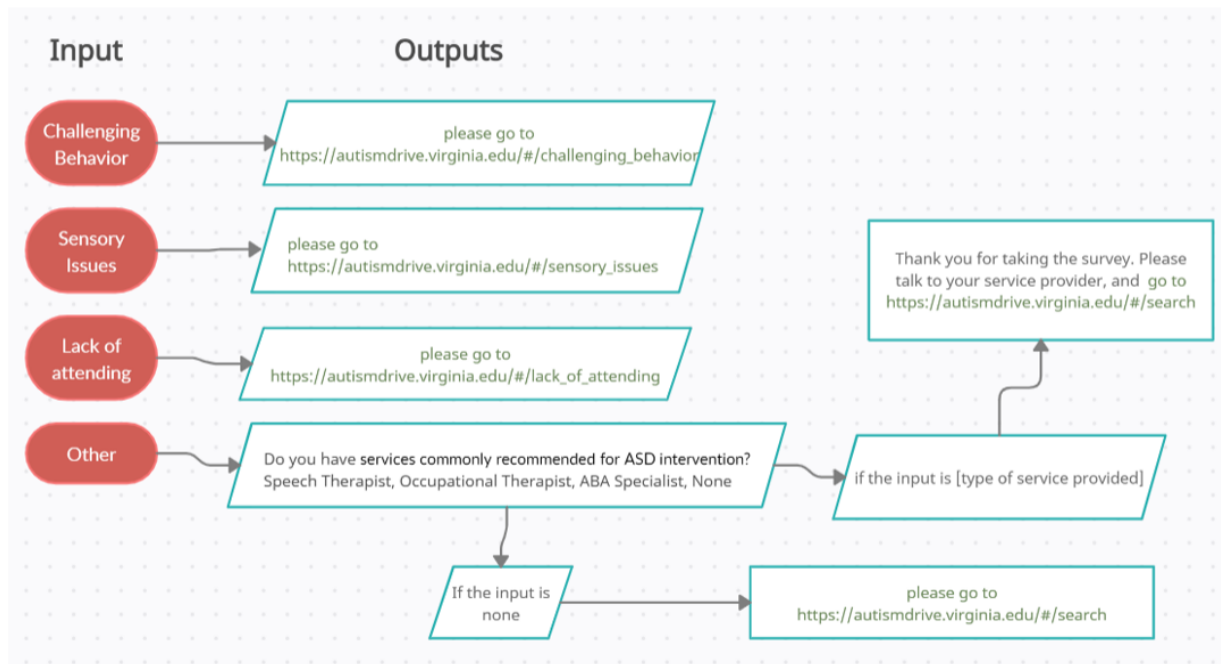 Input
Outputs
Challenging
Behavior
please go to
https://autismdrive.virginia.edu/#/challenging_behavior
Sensory
Issues
please go to
https://autismdrive.virginia.edu/#/sensory_issues
Thank you for taking the survey. Please
talk to your service provider, and go to
https://autismdrive.virginia.edu/#/search
Lack of
attending
please go to
https://autismdrive.virginia.edu/#/lack_of_attending
Other
Do you have services commonly recommended for ASD intervention?
Speech Therapist, Occupational Therapist, ABA Specialist, None
if the input is [type of service provided]
If the input is
none
please go to
https://autismdrive.virginia.edu/#/search